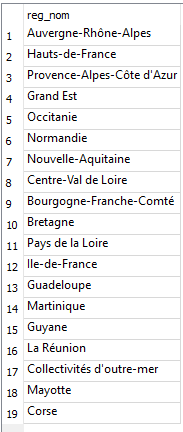 reg_nom
1 Auvergne-Rhône-Alpes
2 Hauts-de-France
3 Provence-Alpes-Côte d'Azur
4 Grand Est
5 Occitanie
6 Normandie
7 Nouvelle-Aquitaine
8 Centre-Val de Loire
9 Bourgogne-Franche-Comté
10 Bretagne
11 Pays de la Loire
12 Ile-de-France
13 Guadeloupe
14 Martinique
15 Guyane
16 La Réunion
17 Collectivités d'outre-mer
18 Mayotte
19 Corse